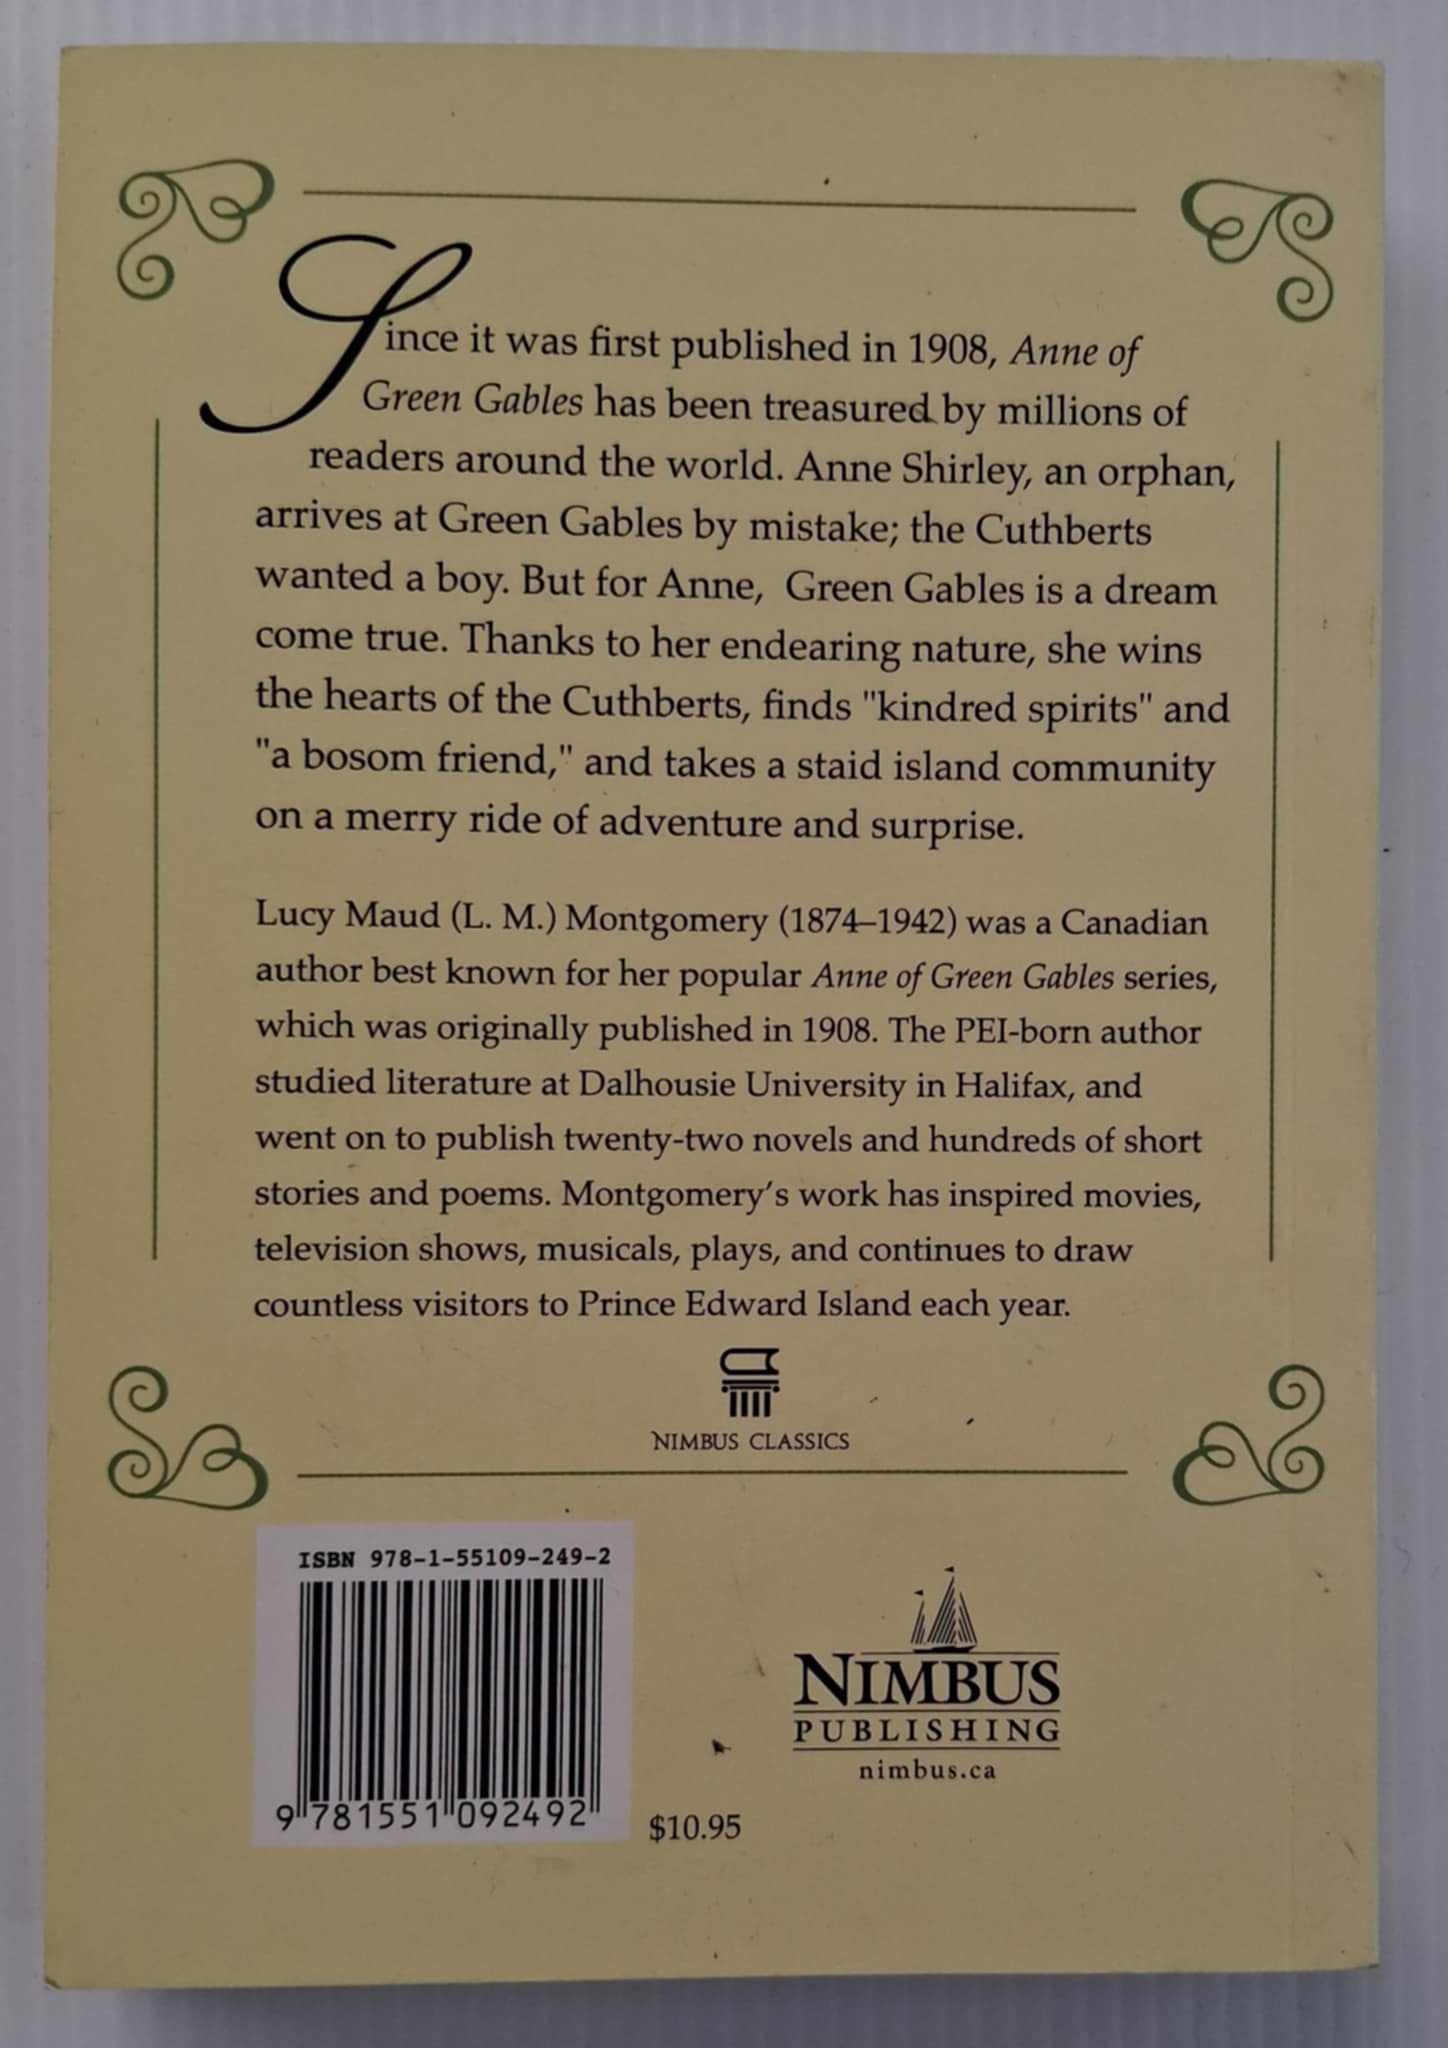 Since it was first published in 1908, Anne of
Green Gables has been treasured by millions of
readers around the world. Anne Shirley, an orphan,
arrives at Green Gables by mistake; the Cuthberts
wanted a boy. But for Anne,  Green Gables is a dream
come true. Thanks to her endearing nature, she wins
the hearts of the Cuthberts, finds "kindred spirits" and
"a bosom friend," and takes a staid island community
on a merry ride of adventure and surprise.
Lucy Maud (L. M.) Montgomery (1874–1942) was a Canadian
author best known for her popular Anne of Green Gables series,
which was originally published in 1908. The PEI-born author
studied literature at Dalhousie University in Halifax, and
went on to publish twenty-two novels and hundreds of short
stories and poems. Montgomery's work has inspired movies,
television shows, musicals, plays, and continues to draw
countless visitors to Prince Edward Island each year.
NIMBUS CLASSICS
ISBN 978-1-55109-249-2
9 781551 092492
$10.95
NIMBUS
PUBLISHING
nimbus.ca